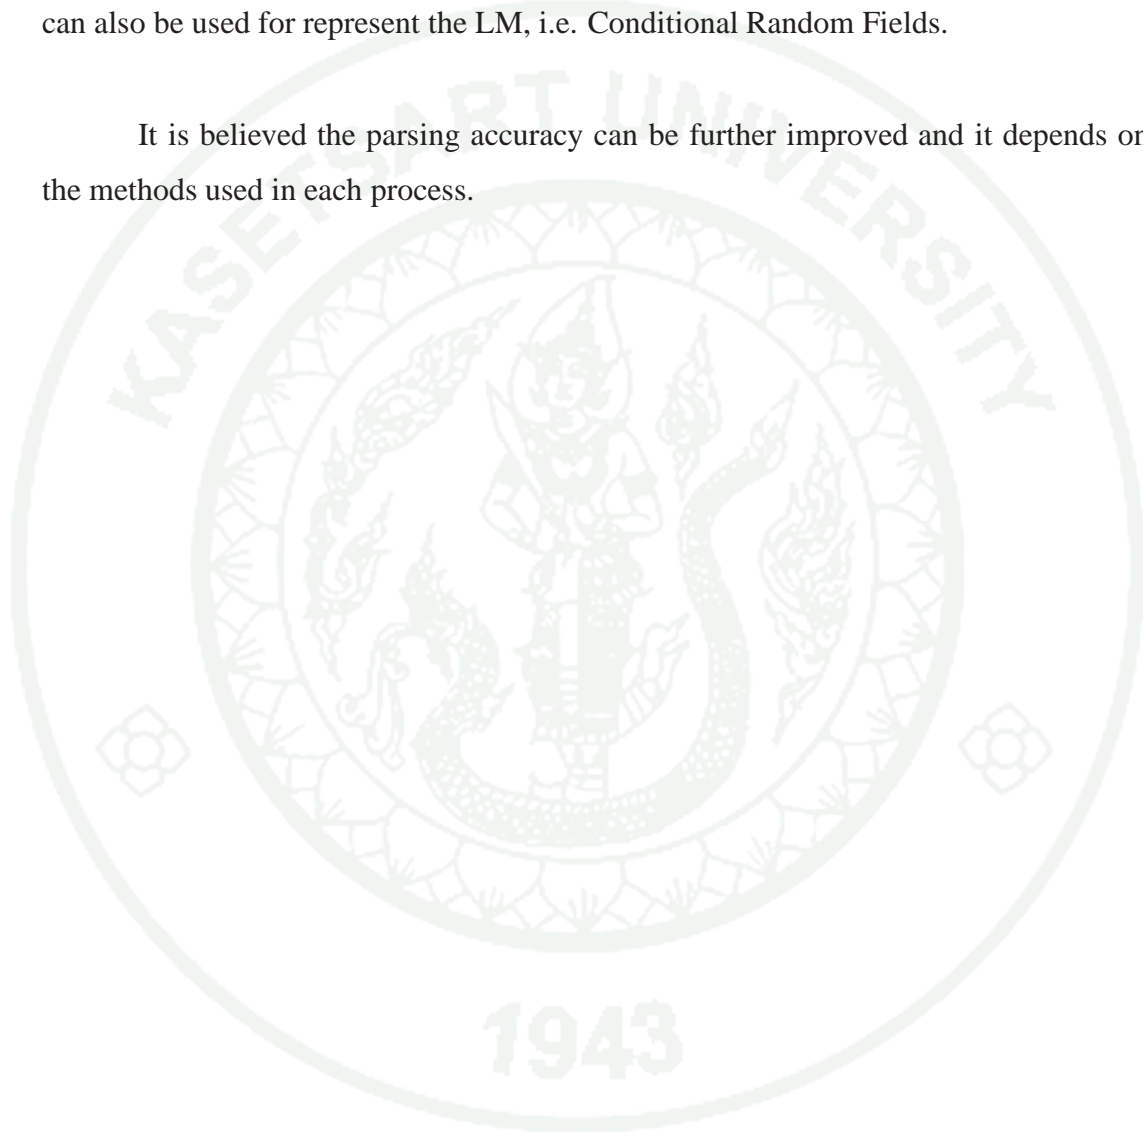 can also be used for represent the LM, i.e. Conditional Random Fields.
It is believed the parsing accuracy can be further improved and it depends on
the methods used in each process.
KASETSART UNIVERSITY
1943